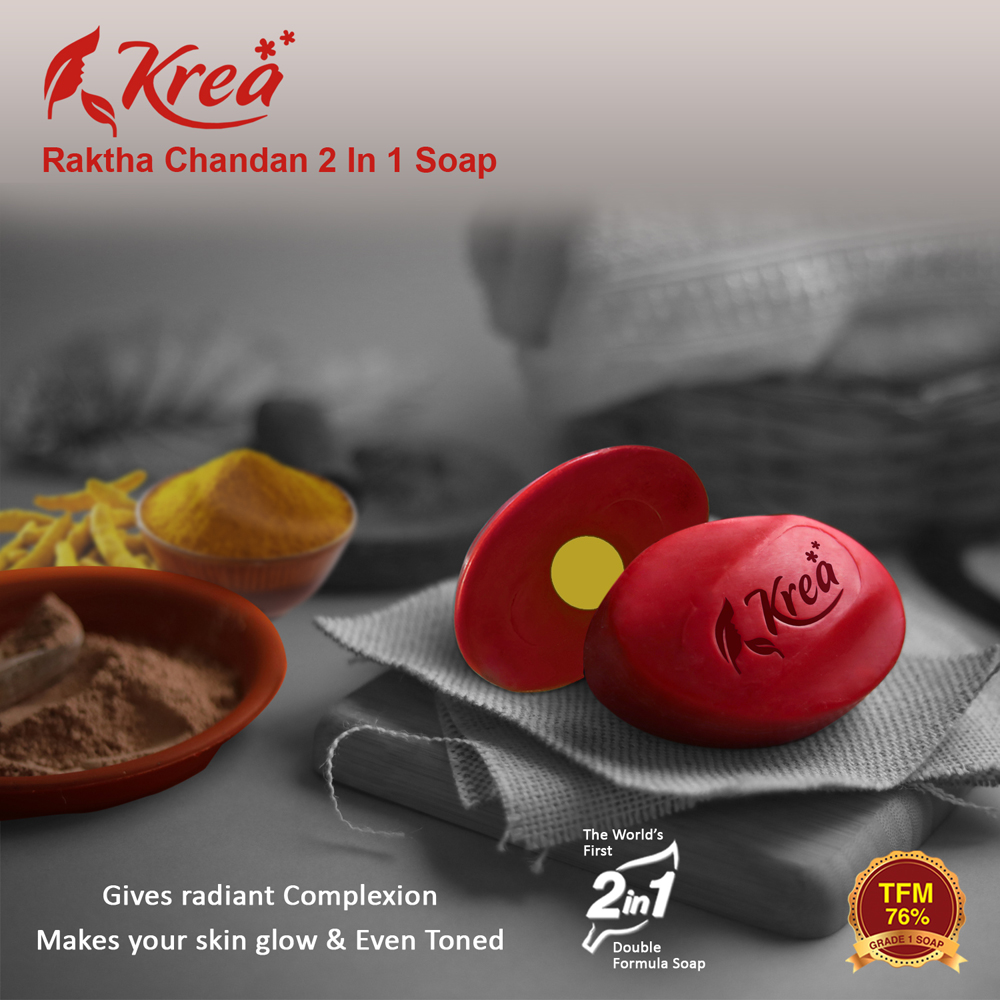 Krea
Raktha Chandan 2 In 1 Soap
Krea
The World's
First
2in1
Double
Formula Soap
Gives radiant Complexion
Makes your skin glow & Even Toned
TFM
76%
GRADE 1 SOAP